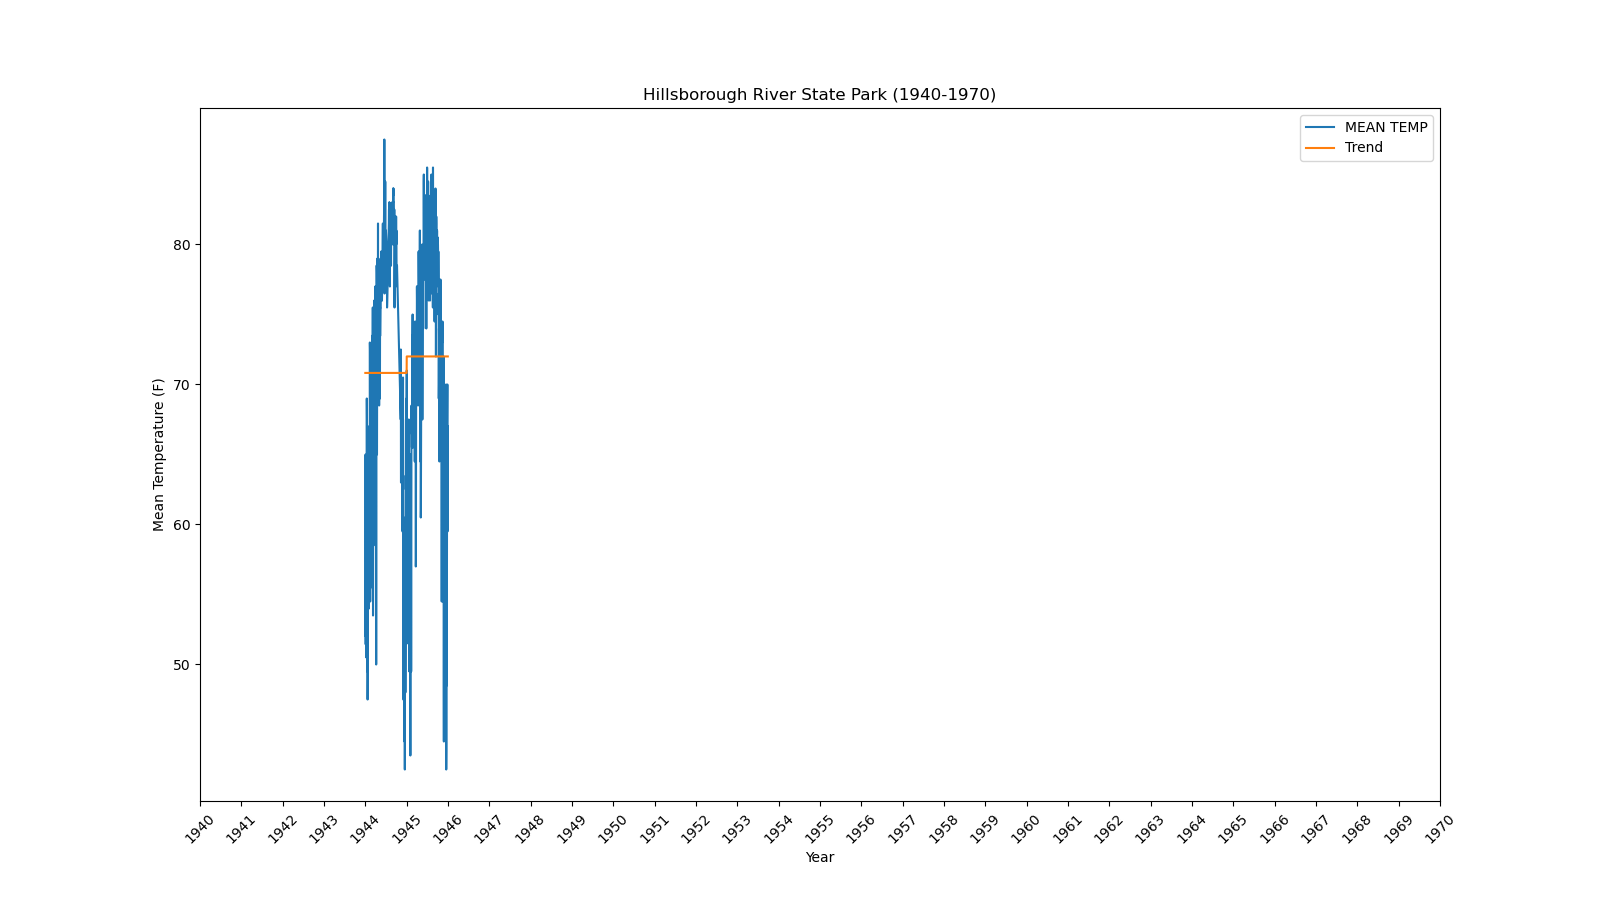 Hillsborough River State Park (1940-1970)
MEAN TEMP
Trend
Mean Temperature (F)
80
70
60
50
1940 1941 1942 1943 1944 1945 1946 1947 1948 1949 1950 1951 1952 1953 1954 1955 1956 1957 1958 1959 1960 1961 1962 1963 1964 1965 1966 1967 1968 1969 1970
Year